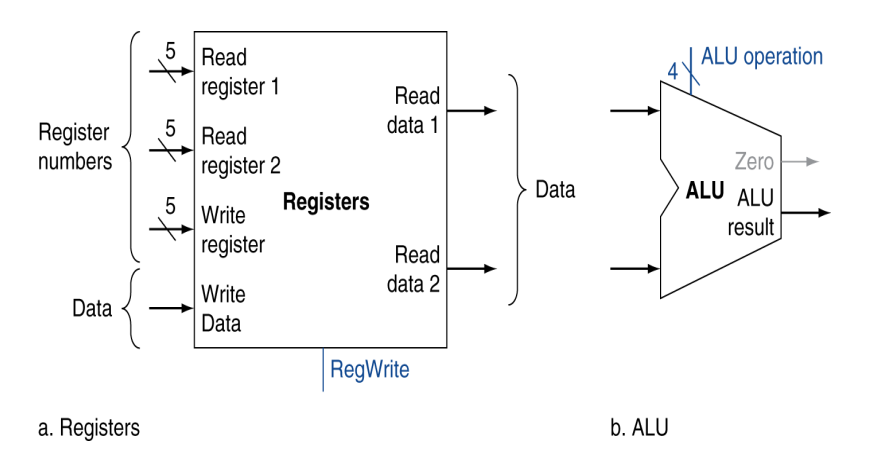 Register
numbers
5
Read
register 1
5
Read
register 2
5
Write
register
Data
Write
Data
Registers
Read
data 1
Read
data 2
Data
RegWrite
a. Registers
4
ALU operation
Zero
ALU
ALU
result
b. ALU